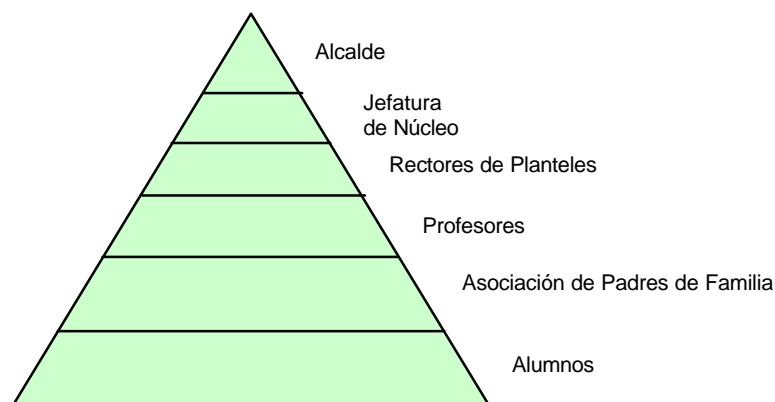 Alcalde
Jefatura
de Núcleo
Rectores de Planteles
Profesores
Asociación de Padres de Familia
Alumnos